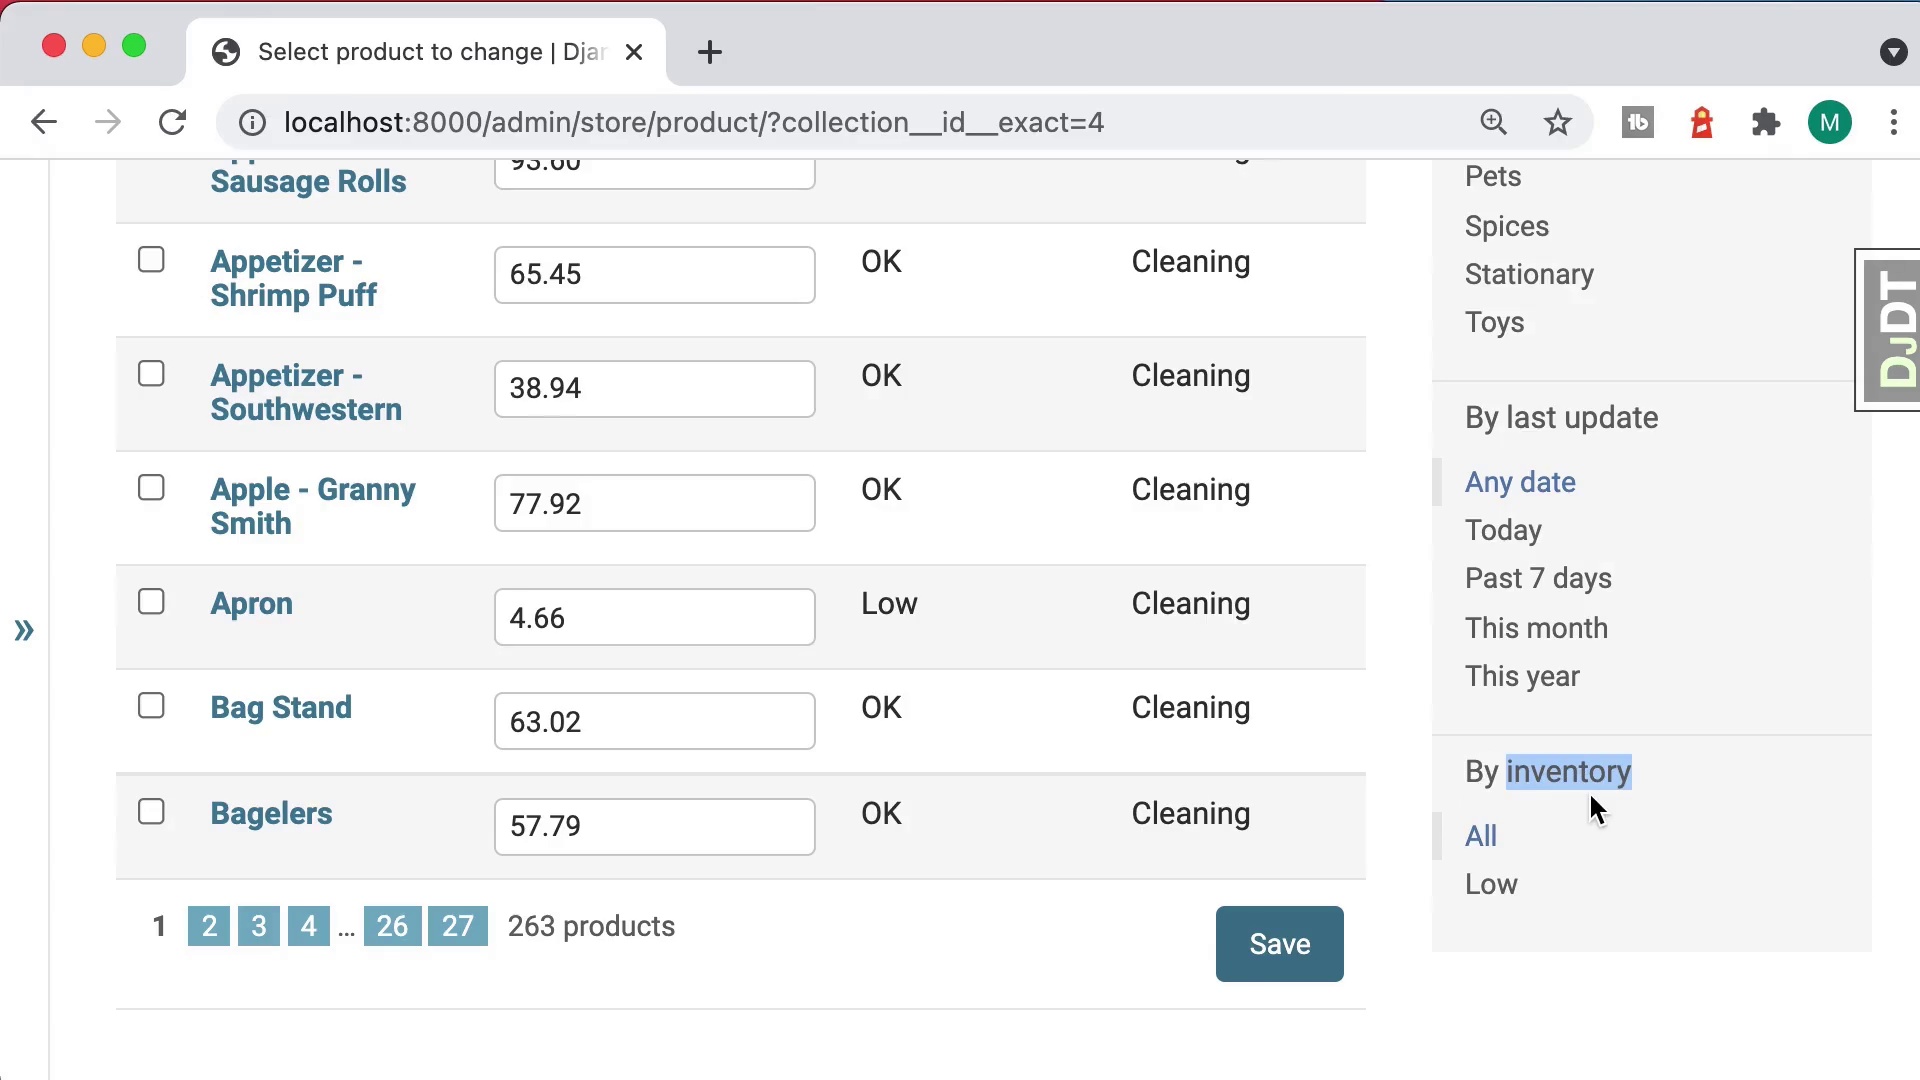 Select product to change | Djan
localhost:8000/admin/store/product/?collection__id__exact=4
M
Sausage Rolls
93.60
Appetizer - Shrimp Puff
65.45
OK
Cleaning
Appetizer - Southwestern
38.94
OK
Cleaning
Apple - Granny Smith
77.92
OK
Cleaning
Apron
4.66
Low
Cleaning
Bag Stand
63.02
OK
Cleaning
Bagelers
57.79
OK
Cleaning
1 2 3 4 ... 26 27 263 products
Save
Pets
Spices
Stationary
Toys
By last update
Any date
Today
Past 7 days
This month
This year
By inventory
All
Low
DJDT
»